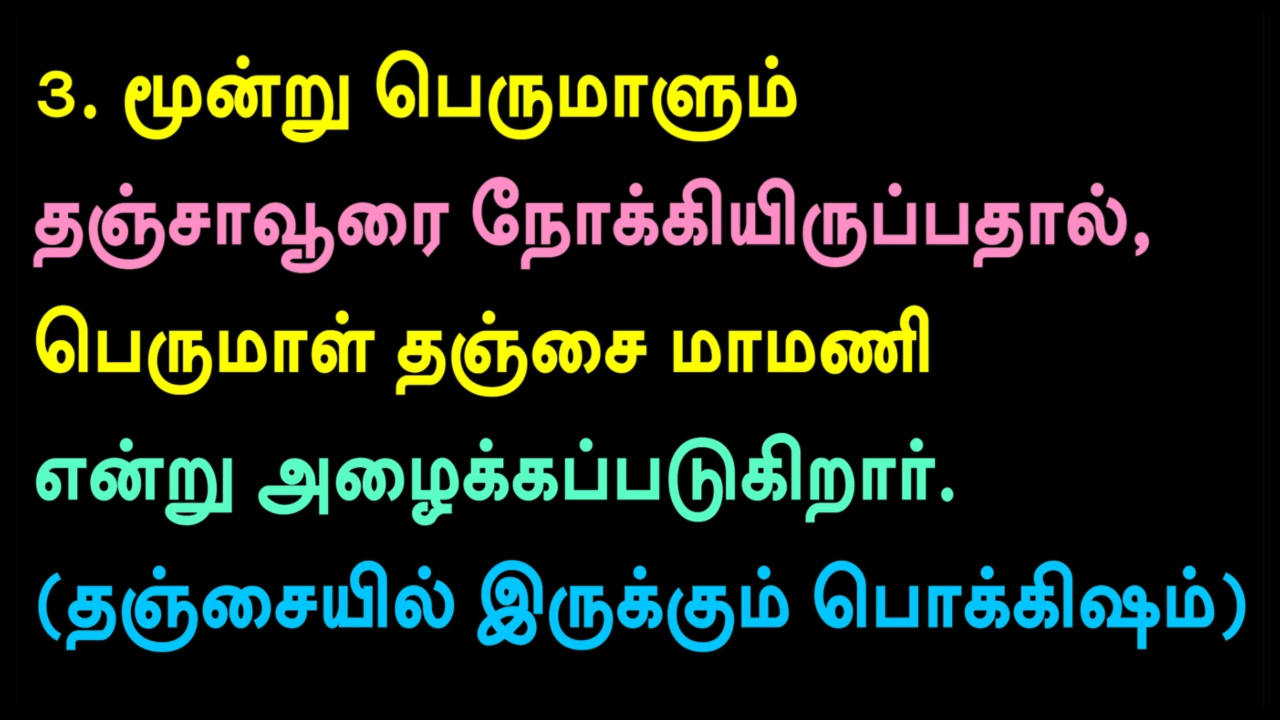 3. மூன்று பெருமாளும்
தஞ்சாவூரை நோக்கியிருப்பதால்,
பெருமாள் தஞ்சை மாமணி
என்று அழைக்கப்படுகிறார்.
(தஞ்சையில் இருக்கும் பொக்கிஷம்)